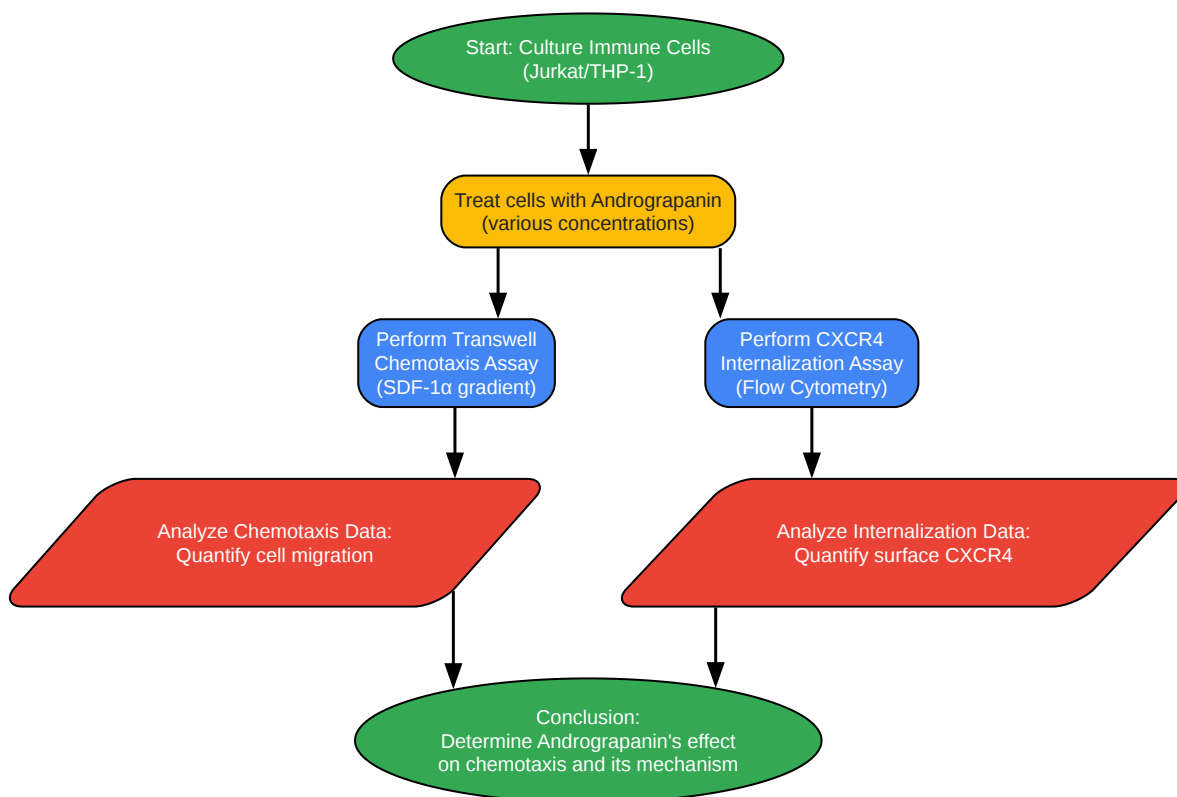 Start: Culture Immune Cells
(Jurkat/THP-1)
Treat cells with Andrograpanin
(various concentrations)
Perform Transwell
Chemotaxis Assay
(SDF-1α gradient)
Perform CXCR4
Internalization Assay
(Flow Cytometry)
Analyze Chemotaxis Data:
Quantify cell migration
Analyze Internalization Data:
Quantify surface CXCR4
Conclusion:
Determine Andrograpanin's effect
on chemotaxis and its mechanism